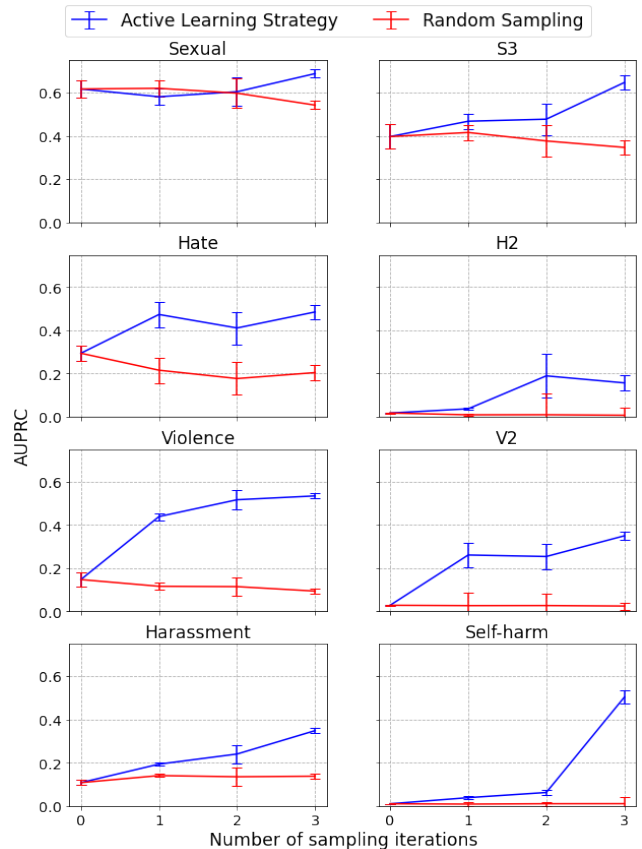 Active Learning Strategy Random Sampling
Sexual S3
0.6
0.4
0.2
0.0
Hate H2
0.6
0.4
0.2
0.0
AUPRC
Violence V2
0.6
0.4
0.2
0.0
Harassment Self-harm
0.6
0.4
0.2
0.0
0 1 2 3 0 1 2 3
Number of sampling iterations